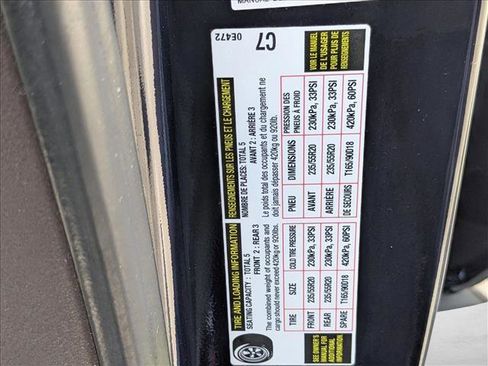 TIRE AND LOADING INFORMATION
SEATING CAPACITY : TOTAL 5 FRONT 2 : REAR 3
The combined weight of occupants and
cargo should never exceed 420kg or 920lbs.
TIRE SIZE COLD TIRE PRESSURE
FRONT 235/55R20 230kPa, 33PSI
REAR 235/55R20 230kPa, 33PSI
SPARE T165/90D18 420kPa, 60PSI
SEE OWNER'S
MANUAL FOR
ADDITIONAL
INFORMATION
RENSEIGNEMENTS SUR LES PNEUS ET LE CHARGEMENT
NOMBRE DE PLACES: TOTAL 5
AVANT 2 : ARRIÈRE 3
Le poids total des occupants et du chargement ne
doit jamais dépasser 420kg or 920lb.
PNEU DIMENSIONS PRESSION DES
PNEUS À FROID
AVANT 235/55R20 230kPa, 33PSI
ARRIÈRE 235/55R20 230kPa, 33PSI
DE SECOURS T165/90D18 420kPa, 60PSI
VOIR LE MANUEL
DE L'USAGER
POUR PLUS DE
RENSEIGNEMENTS
C7
0E472